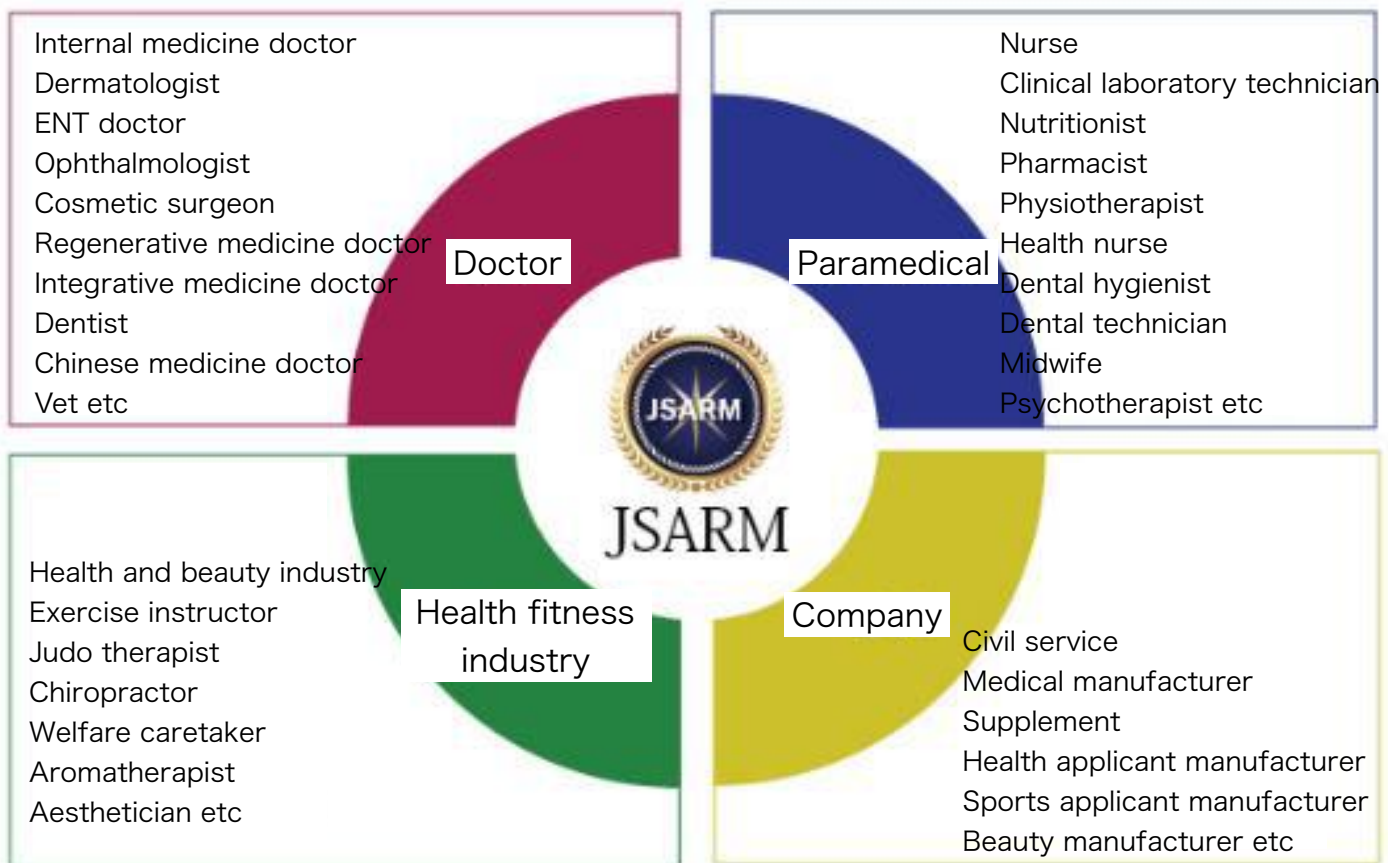 Internal medicine doctor
Dermatologist
ENT doctor
Ophthalmologist
Cosmetic surgeon
Regenerative medicine doctor
Integrative medicine doctor
Dentist
Chinese medicine doctor
Vet etc
Doctor
Nurse
Clinical laboratory technician
Nutritionist
Pharmacist
Physiotherapist
Health nurse
Dental hygienist
Dental technician
Midwife
Psychotherapist etc
Paramedical
JSARM
JSARM
Health and beauty industry
Exercise instructor
Judo therapist
Chiropractor
Welfare caretaker
Aromatherapist
Aesthetician etc
Health fitness
industry
Company
Civil service
Medical manufacturer
Supplement
Health applicant manufacturer
Sports applicant manufacturer
Beauty manufacturer etc